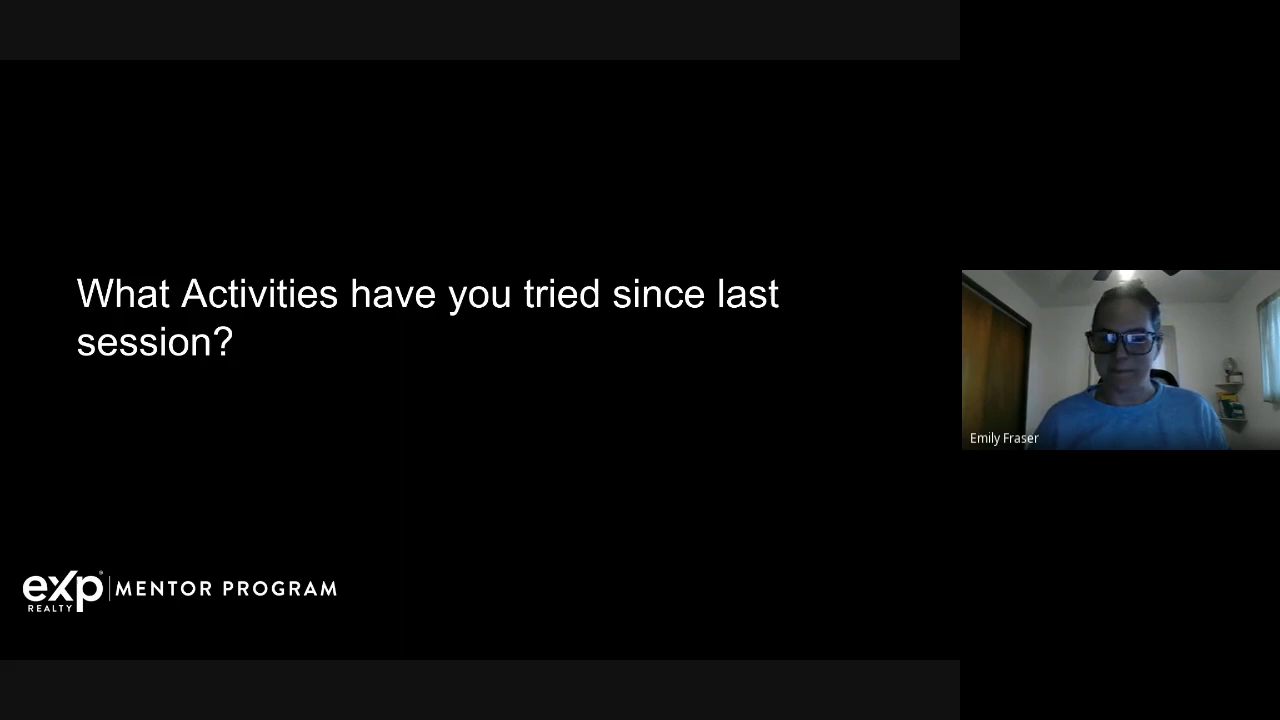 What Activities have you tried since last
session?
Emily Fraser
eXp
REALTY
MENTOR PROGRAM